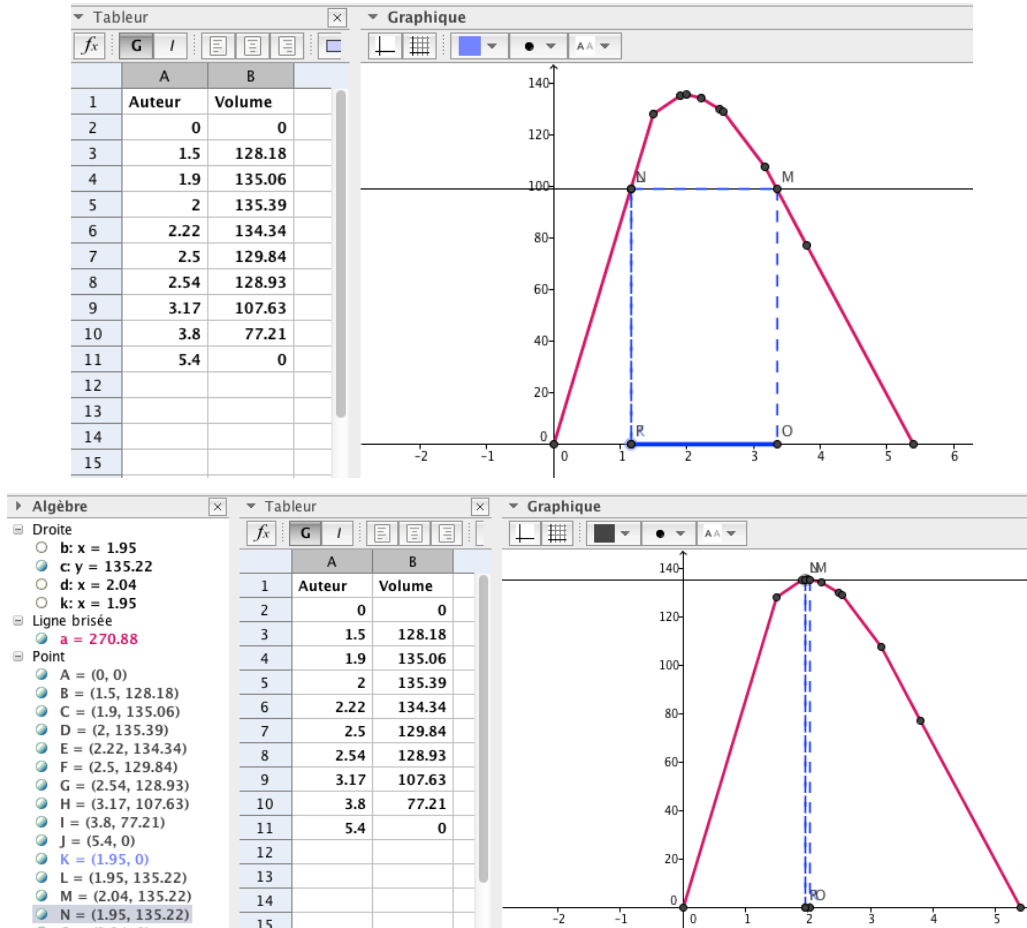 Tableur
Graphique
fx G I
AA
A B
1 Auteur Volume
2 0 0
3 1.5 128.18
4 1.9 135.06
5 2 135.39
6 2.22 134.34
7 2.5 129.84
8 2.54 128.93
9 3.17 107.63
10 3.8 77.21
11 5.4 0
12
13
14
15
140
120
100
80
60
40
20
0
N M
O
-2 -1 0 1 2 3 4 5 6
Algèbre
Droite
b: x = 1.95
c: y = 135.22
d: x = 2.04
k: x = 1.95
Ligne brisée
a = 270.88
Point
A = (0, 0)
B = (1.5, 128.18)
C = (1.9, 135.06)
D = (2, 135.39)
E = (2.22, 134.34)
F = (2.5, 129.84)
G = (2.54, 128.93)
H = (3.17, 107.63)
I = (3.8, 77.21)
J = (5.4, 0)
K = (1.95, 0)
L = (1.95, 135.22)
M = (2.04, 135.22)
N = (1.95, 135.22)
Tableur
fx G I
A B
1 Auteur Volume
2 0 0
3 1.5 128.18
4 1.9 135.06
5 2 135.39
6 2.22 134.34
7 2.5 129.84
8 2.54 128.93
9 3.17 107.63
10 3.8 77.21
11 5.4 0
12
13
14
15
Graphique
AA
140
120
100
80
60
40
20
0
M
O
-2 -1 0 1 2 3 4 5